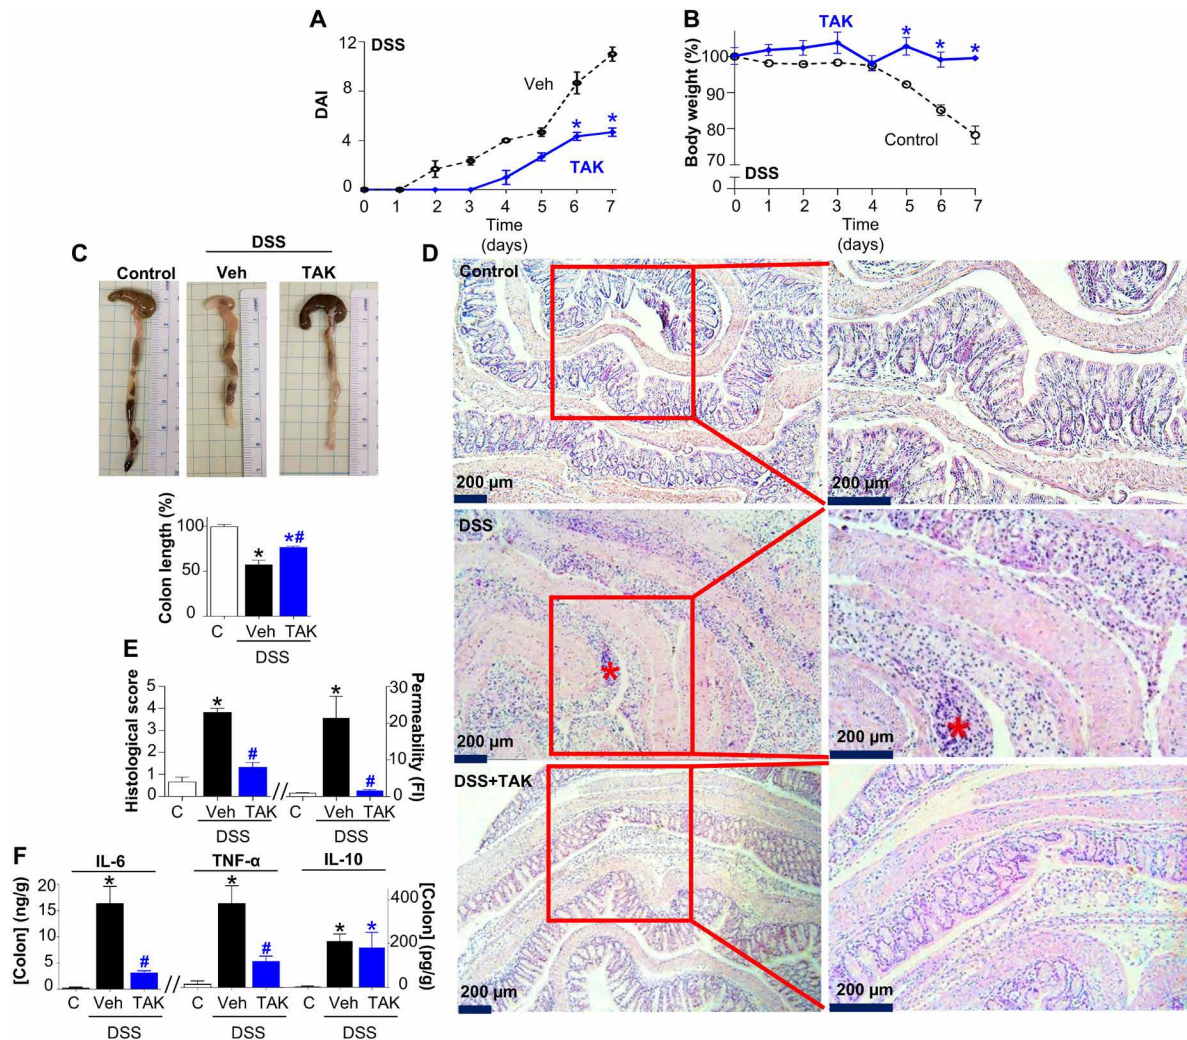 A
DSS
12
8
4
0
DAI
Veh
TAK
*
*
0 1 2 3 4 5 6 7
Time
(days)
B
TAK
100
90
80
70
0
Body weight (%)
*
*
*
Control
DSS
0 1 2 3 4 5 6 7
Time
(days)
C
DSS
Control Veh TAK
Colon length (%)
100
50
0
*
*#
C Veh TAK
DSS
D
Control
200 µm
200 µm
DSS
*
*
200 µm
200 µm
DSS+TAK
200 µm
200 µm
E
Histological score
5
4
3
2
1
0
*
#
*
#
30
20
10
0
Permeability (FI)
C Veh TAK // C Veh TAK
DSS DSS
F
IL-6 TNF-α IL-10
[Colon] (ng/g)
20
15
10
5
0
*
#
*
#
*
*
400
200
0
[Colon] (pg/g)
C Veh TAK // C Veh TAK C Veh TAK
DSS DSS DSS